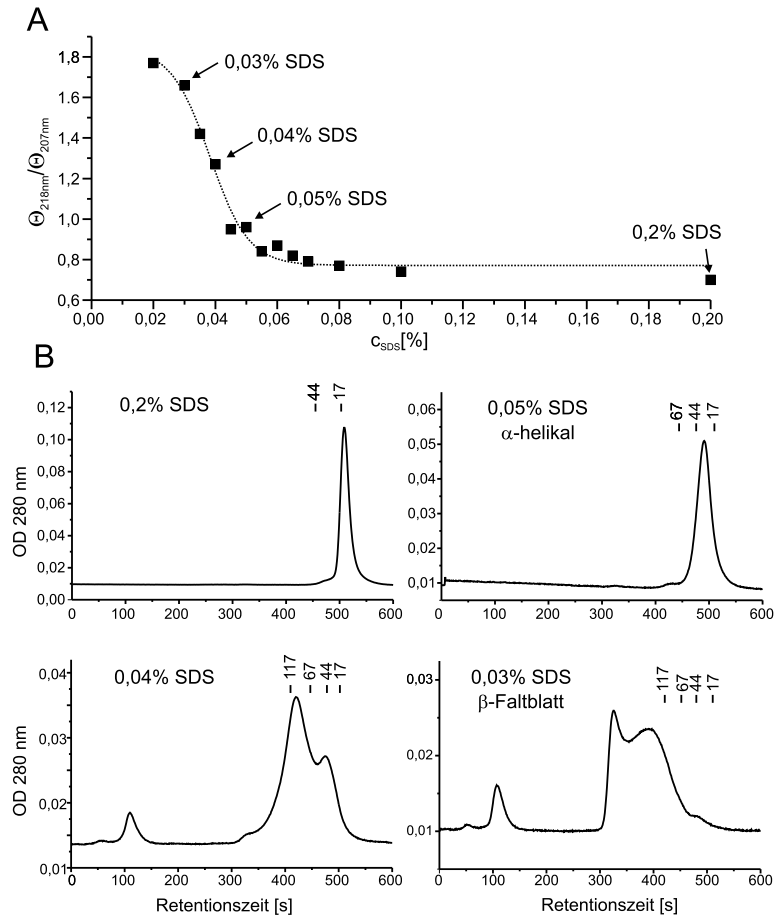 A
1,8
1,6
1,4
1,2
1,0
0,8
0,6
Θ218nm/Θ207nm
0,03% SDS
0,04% SDS
0,05% SDS
0,2% SDS
0,00 0,02 0,04 0,06 0,08 0,10 0,12 0,14 0,16 0,18 0,20
cSDS[%]
B
0,2% SDS
44
17
0,12
0,10
0,08
0,06
0,04
0,02
0,00
OD 280 nm
0 100 200 300 400 500 600
0,05% SDS
α-helikal
67
44
17
0,06
0,05
0,04
0,03
0,02
0,01
0 100 200 300 400 500 600
0,04% SDS
117
67
44
17
0,04
0,03
0,02
0,01
OD 280 nm
0 100 200 300 400 500 600
Retentionszeit [s]
0,03% SDS
β-Faltblatt
117
67
44
17
0,03
0,02
0,01
0 100 200 300 400 500 600
Retentionszeit [s]